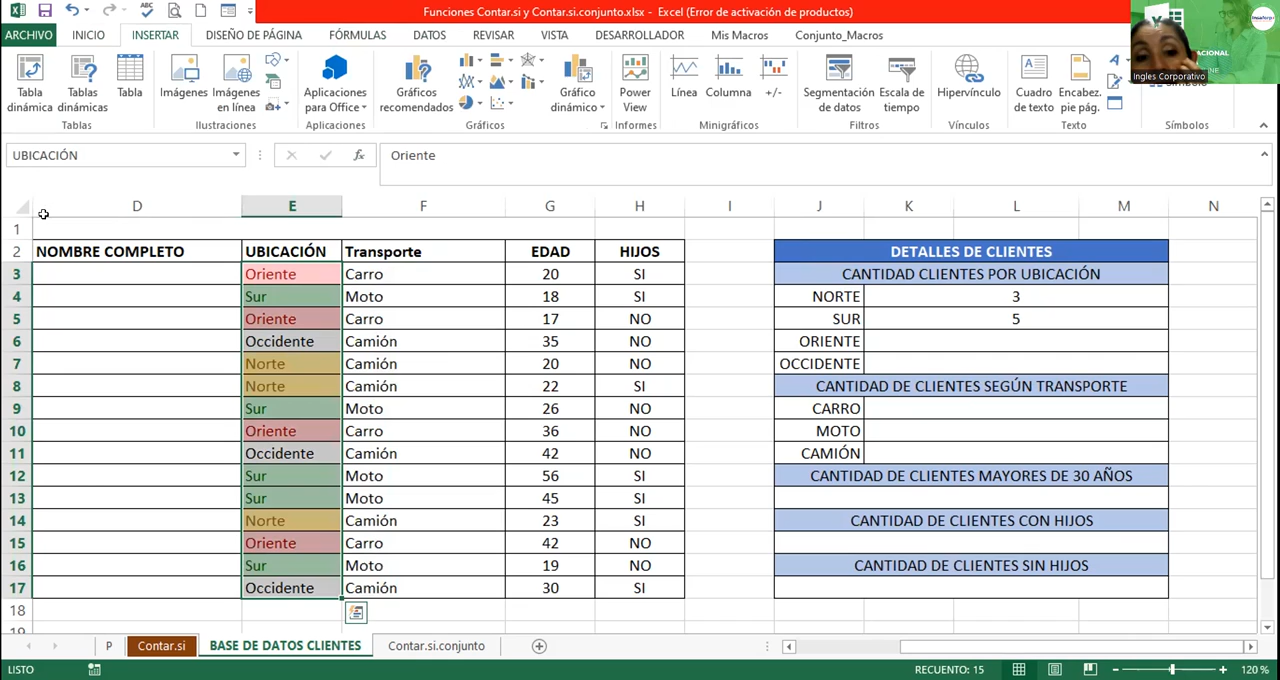 Funciones Contar.si y Contar.si.conjunto.xlsx - Excel (Error de activación de productos)
ARCHIVO INICIO INSERTAR DISEÑO DE PÁGINA FÓRMULAS DATOS REVISAR VISTA DESARROLLADOR Mis Macros Conjunto_Macros
Ingles Corporativo
Tabla dinámica
Tablas dinámicas
Tabla
Imágenes
Imágenes en línea
Aplicaciones para Office
Gráficos recomendados
Gráfico dinámico
Power View
Línea
Columna
+/-
Segmentación de datos
Escala de tiempo
Hipervínculo
Cuadro de texto
Encabez. pie pág.
Símbolo
Tablas Ilustraciones Aplicaciones Gráficos Informes Minigráficos Filtros Vínculos Texto Símbolos
UBICACIÓN fx Oriente
D E F G H I J K L M N
1
2 NOMBRE COMPLETO UBICACIÓN Transporte EDAD HIJOS DETALLES DE CLIENTES
3 Oriente Carro 20 SI CANTIDAD CLIENTES POR UBICACIÓN
4 Sur Moto 18 SI NORTE 3
5 Oriente Carro 17 NO SUR 5
6 Occidente Camión 35 NO ORIENTE
7 Norte Camión 20 NO OCCIDENTE
8 Norte Camión 22 SI CANTIDAD DE CLIENTES SEGÚN TRANSPORTE
9 Sur Moto 26 NO CARRO
10 Oriente Carro 36 NO MOTO
11 Occidente Camión 42 NO CAMIÓN
12 Sur Moto 56 SI CANTIDAD DE CLIENTES MAYORES DE 30 AÑOS
13 Sur Moto 45 SI
14 Norte Camión 23 SI CANTIDAD DE CLIENTES CON HIJOS
15 Oriente Carro 42 NO
16 Sur Moto 19 NO CANTIDAD DE CLIENTES SIN HIJOS
17 Occidente Camión 30 SI
18
19
P Contar.si BASE DE DATOS CLIENTES Contar.si.conjunto
LISTO RECUENTO: 15 120 %